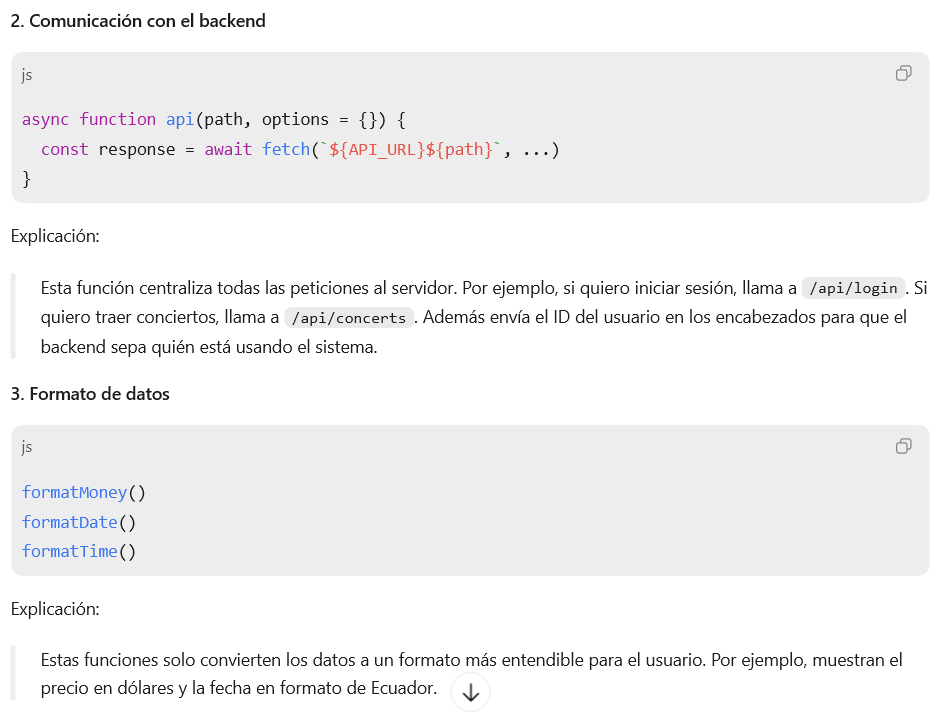 2. Comunicación con el backend
js
async function api(path, options = {}) {
  const response = await fetch(`${API_URL}${path}`, ...)
}
Explicación:
Esta función centraliza todas las peticiones al servidor. Por ejemplo, si quiero iniciar sesión, llama a /api/login. Si
quiero traer conciertos, llama a /api/concerts. Además envía el ID del usuario en los encabezados para que el
backend sepa quién está usando el sistema.
3. Formato de datos
js
formatMoney()
formatDate()
formatTime()
Explicación:
Estas funciones solo convierten los datos a un formato más entendible para el usuario. Por ejemplo, muestran el
precio en dólares y la fecha en formato de Ecuador.